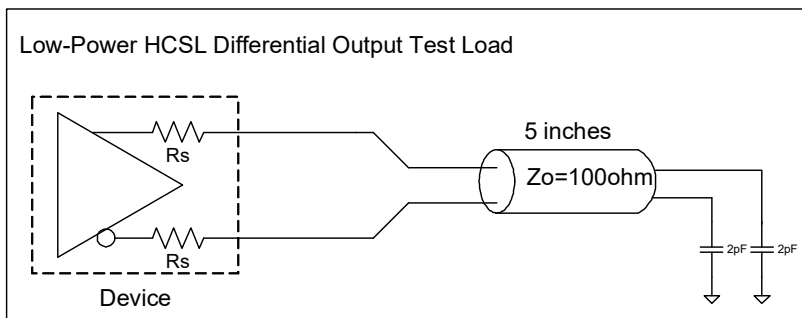 Low-Power HCSL Differential Output Test Load
Rs
5 inches
Zo=100ohm
Rs
2pF
2pF
Device